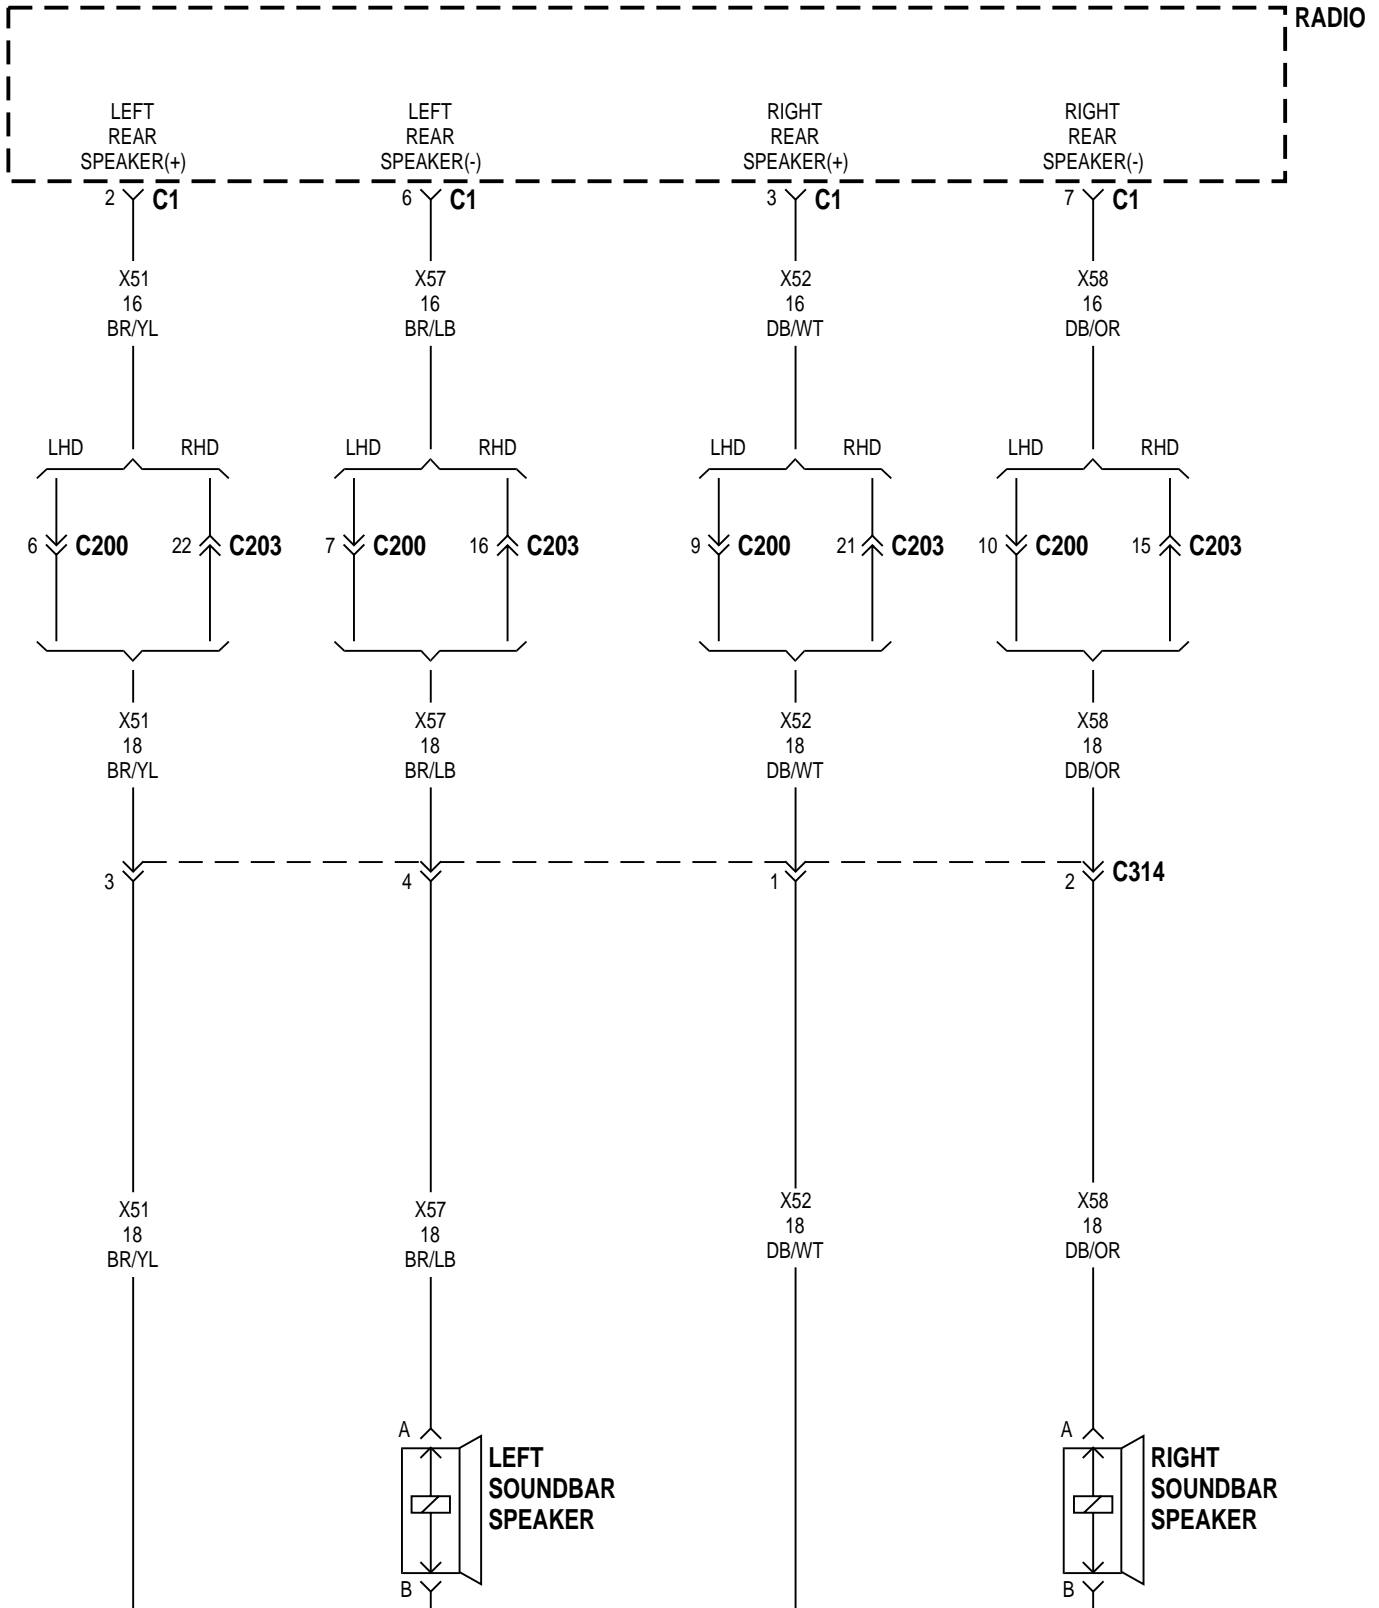 RADIO
LEFT
REAR
SPEAKER(+)
LEFT
REAR
SPEAKER(-)
RIGHT
REAR
SPEAKER(+)
RIGHT
REAR
SPEAKER(-)
2 C1
6 C1
3 C1
7 C1
X51
16
BR/YL
X57
16
BR/LB
X52
16
DB/WT
X58
16
DB/OR
LHD RHD
LHD RHD
LHD RHD
LHD RHD
6 C200 22 C203
7 C200 16 C203
9 C200 21 C203
10 C200 15 C203
X51
18
BR/YL
X57
18
BR/LB
X52
18
DB/WT
X58
18
DB/OR
3
4
1
2 C314
X51
18
BR/YL
X57
18
BR/LB
X52
18
DB/WT
X58
18
DB/OR
A
LEFT
SOUNDBAR
SPEAKER
B
A
RIGHT
SOUNDBAR
SPEAKER
B